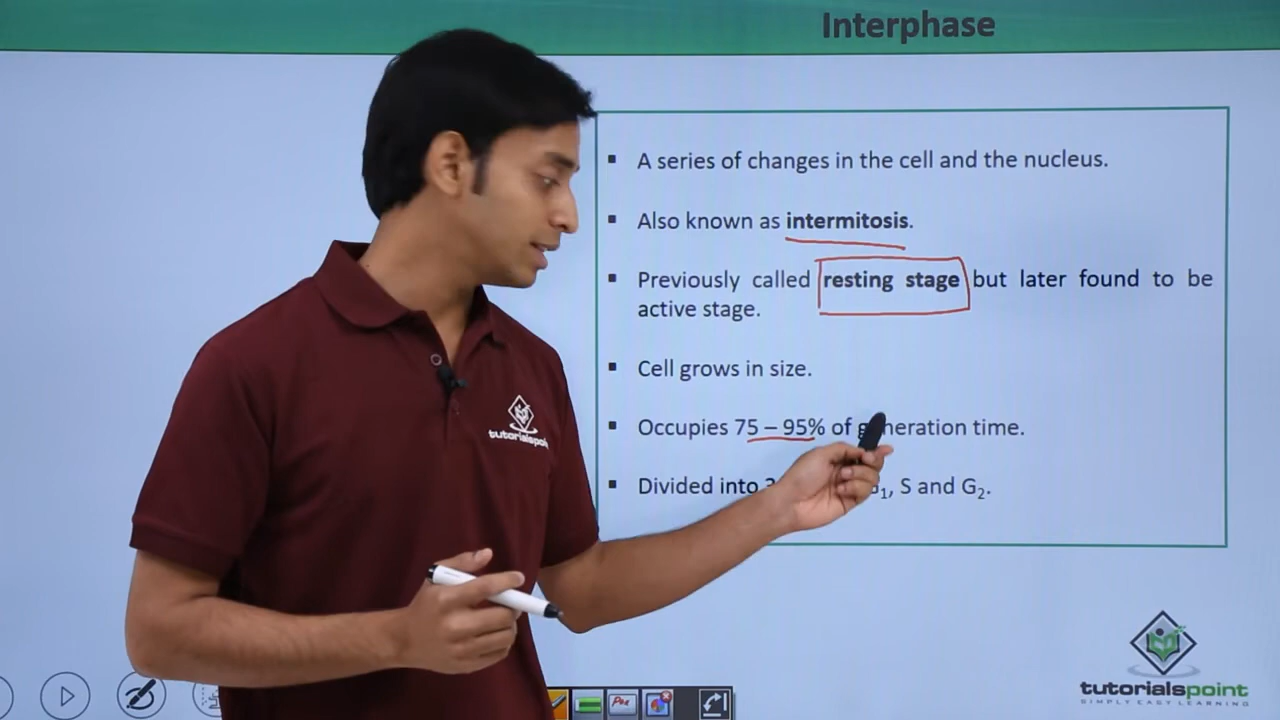 Interphase
A series of changes in the cell and the nucleus.
Also known as intermitosis.
Previously called resting stage but later found to be
active stage.
Cell grows in size.
Occupies 75 – 95% of time.
Divided into , S and G₂.
tutorialspoint
tutorialspoint
SIMPLY EASY LEARNING